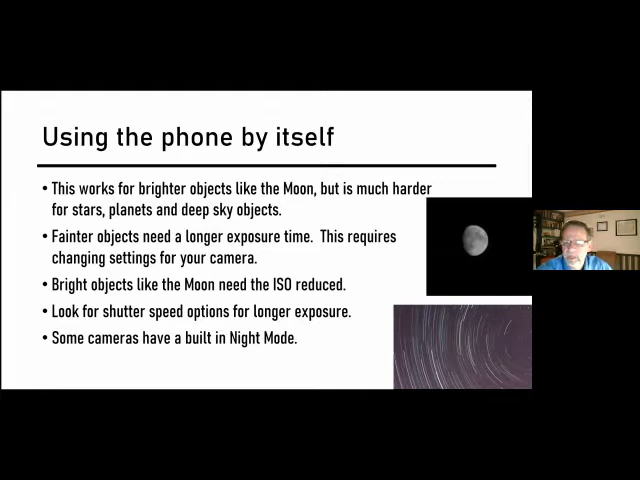 Using the phone by itself
• This works for brighter objects like the Moon, but is much harder
for stars, planets and deep sky objects.
• Fainter objects need a longer exposure time.  This requires
changing settings for your camera.
• Bright objects like the Moon need the ISO reduced.
• Look for shutter speed options for longer exposure.
• Some cameras have a built in Night Mode.